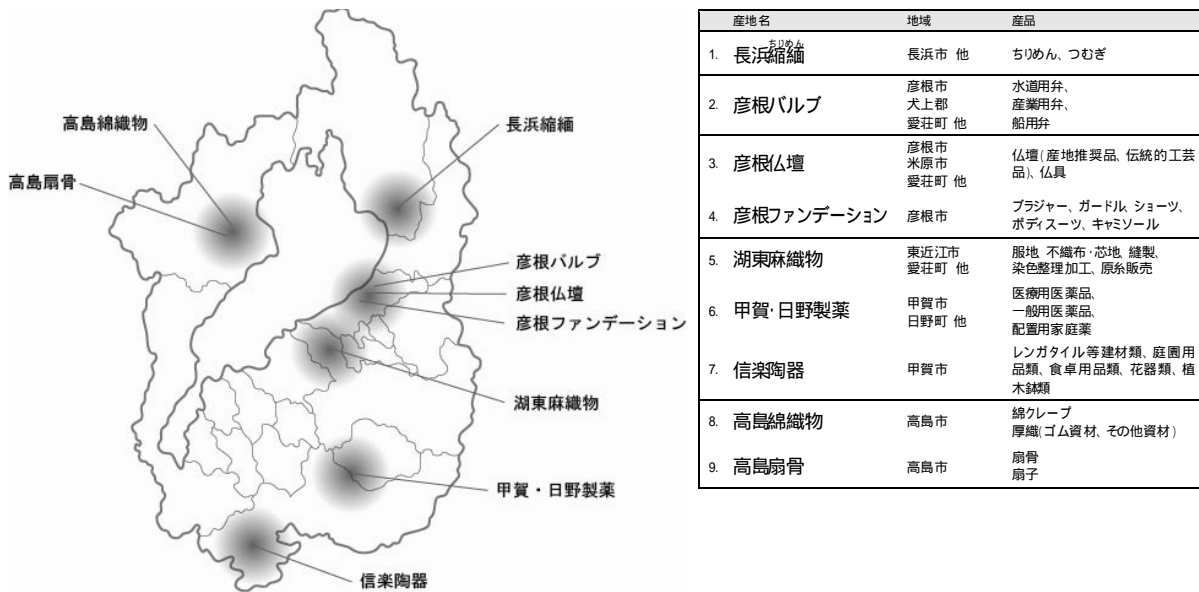 高島綿織物
高島扇骨
長浜縮緬
彦根バルブ
彦根仏壇
彦根ファンデーション
湖東麻織物
甲賀・日野製薬
信楽陶器
産地名 地域 産品
ちりめん
1. 長浜縮緬 長浜市 他 ちりめん、つむぎ
2. 彦根バルブ
彦根市
犬上郡
愛荘町 他
水道用弁、
産業用弁、
船用弁
3. 彦根仏壇
彦根市
米原市
愛荘町 他
仏壇(産地推奨品、伝統的工芸
品)、仏具
4. 彦根ファンデーション 彦根市
ブラジャー、ガードル、ショーツ、
ボディスーツ、キャミソール
5. 湖東麻織物
東近江市
愛荘町 他
服地、不織布・芯地、縫製、
染色整理加工、原糸販売
6. 甲賀・日野製薬
甲賀市
日野町 他
医療用医薬品、
一般用医薬品、
配置用家庭薬
7. 信楽陶器 甲賀市
レンガタイル等建材類、庭園用
品類、食卓用品類、花器類、植
木鉢類
8. 高島綿織物 高島市
綿クレープ
厚織(ゴム資材、その他資材)
9. 高島扇骨 高島市
扇骨
扇子